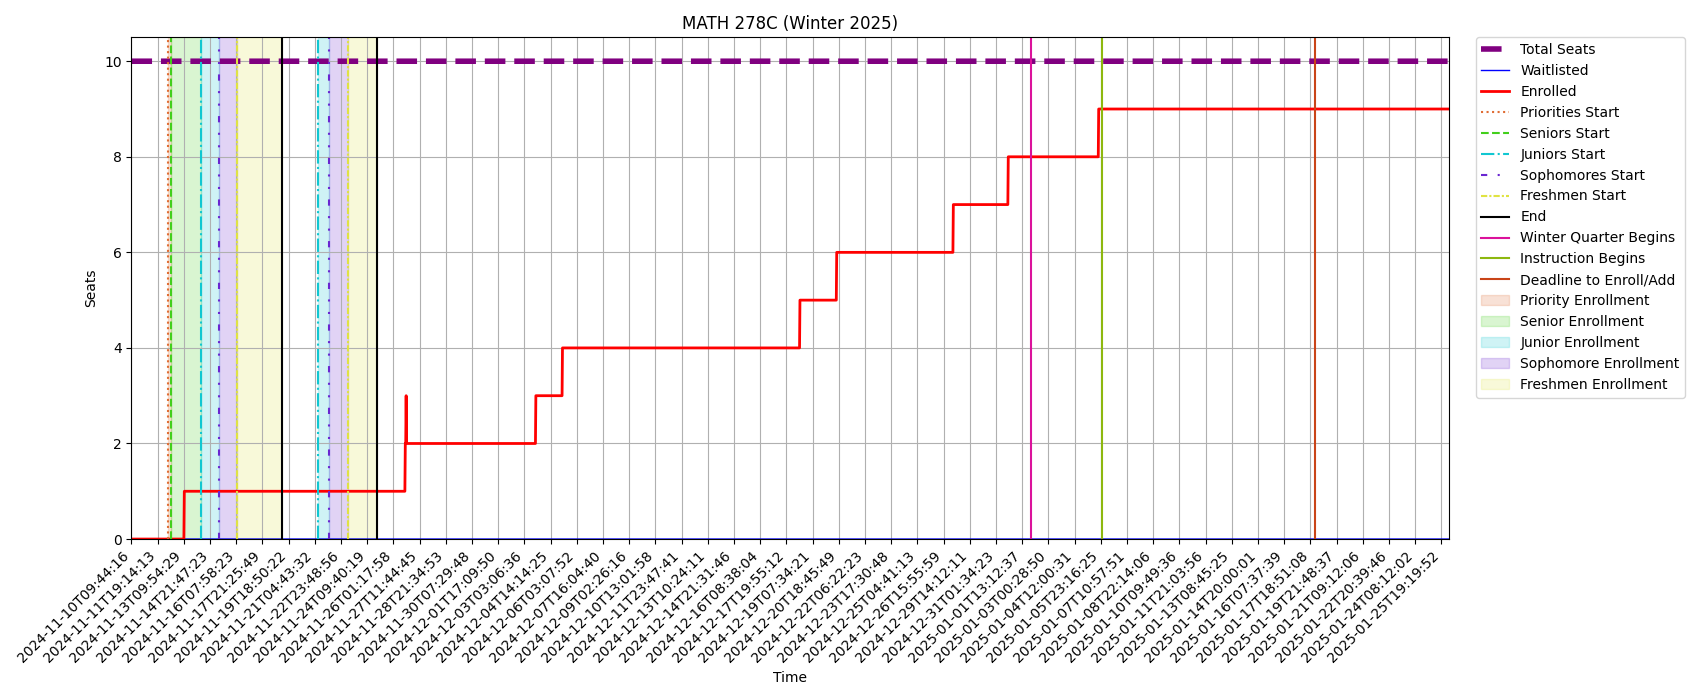 MATH 278C (Winter 2025)
Seats
10
8
6
4
2
0
2024-11-10T09:44:16
2024-11-11T19:14:13
2024-11-13T09:54:29
2024-11-14T21:47:23
2024-11-16T07:58:23
2024-11-17T21:25:49
2024-11-19T18:50:22
2024-11-21T04:43:32
2024-11-22T23:48:56
2024-11-24T09:40:19
2024-11-26T01:17:58
2024-11-27T11:44:45
2024-11-28T21:34:53
2024-11-30T07:29:48
2024-12-01T17:09:50
2024-12-03T03:06:36
2024-12-04T14:14:25
2024-12-06T03:07:52
2024-12-07T16:04:40
2024-12-09T02:26:16
2024-12-10T13:01:58
2024-12-11T23:47:41
2024-12-13T10:24:11
2024-12-14T21:31:46
2024-12-16T08:38:04
2024-12-17T19:55:12
2024-12-19T07:34:21
2024-12-20T18:45:49
2024-12-22T06:22:23
2024-12-23T17:30:48
2024-12-25T04:41:13
2024-12-26T15:55:59
2024-12-29T14:12:11
2024-12-31T01:34:23
2025-01-01T13:12:37
2025-01-03T00:28:50
2025-01-04T12:00:31
2025-01-05T23:16:25
2025-01-07T10:57:51
2025-01-08T22:14:06
2025-01-10T09:49:36
2025-01-11T21:03:56
2025-01-13T08:45:25
2025-01-14T20:00:01
2025-01-16T07:37:39
2025-01-17T18:51:08
2025-01-19T21:48:37
2025-01-21T09:12:06
2025-01-22T20:39:46
2025-01-24T08:12:02
2025-01-25T19:19:52
Time
Total Seats
Waitlisted
Enrolled
Priorities Start
Seniors Start
Juniors Start
Sophomores Start
Freshmen Start
End
Winter Quarter Begins
Instruction Begins
Deadline to Enroll/Add
Priority Enrollment
Senior Enrollment
Junior Enrollment
Sophomore Enrollment
Freshmen Enrollment